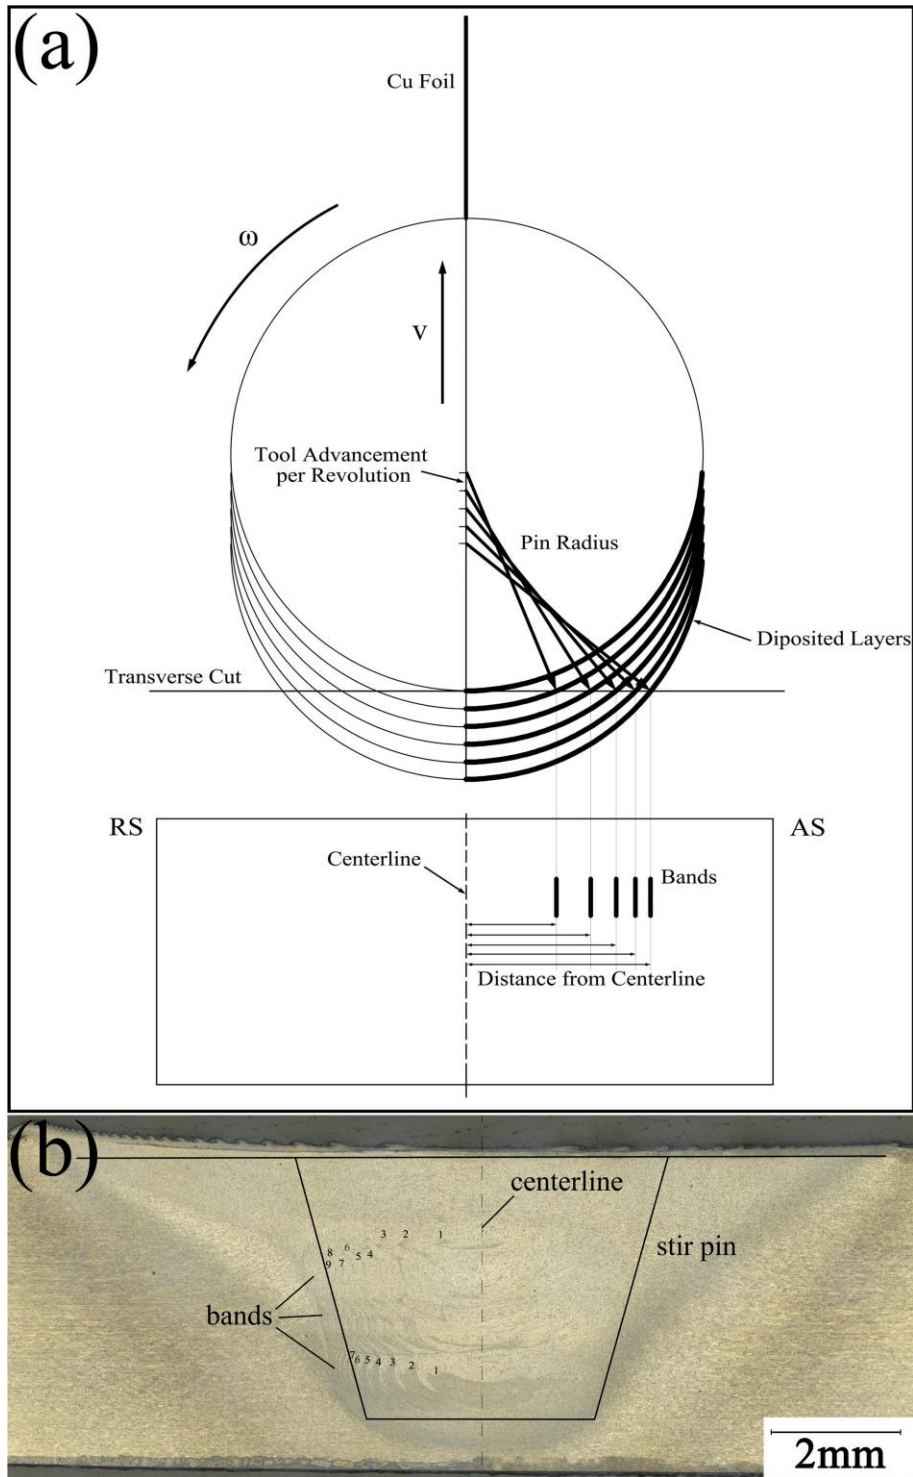 (a)
Cu Foil
ω
v
Tool Advancement
per Revolution
Pin Radius
Diposited Layers
Transverse Cut
RS
AS
Centerline
Bands
Distance from Centerline
(b)
centerline
3 2 1
8 6
5 4
9 7
stir pin
bands
7
6 5 4 3 2 1
2mm